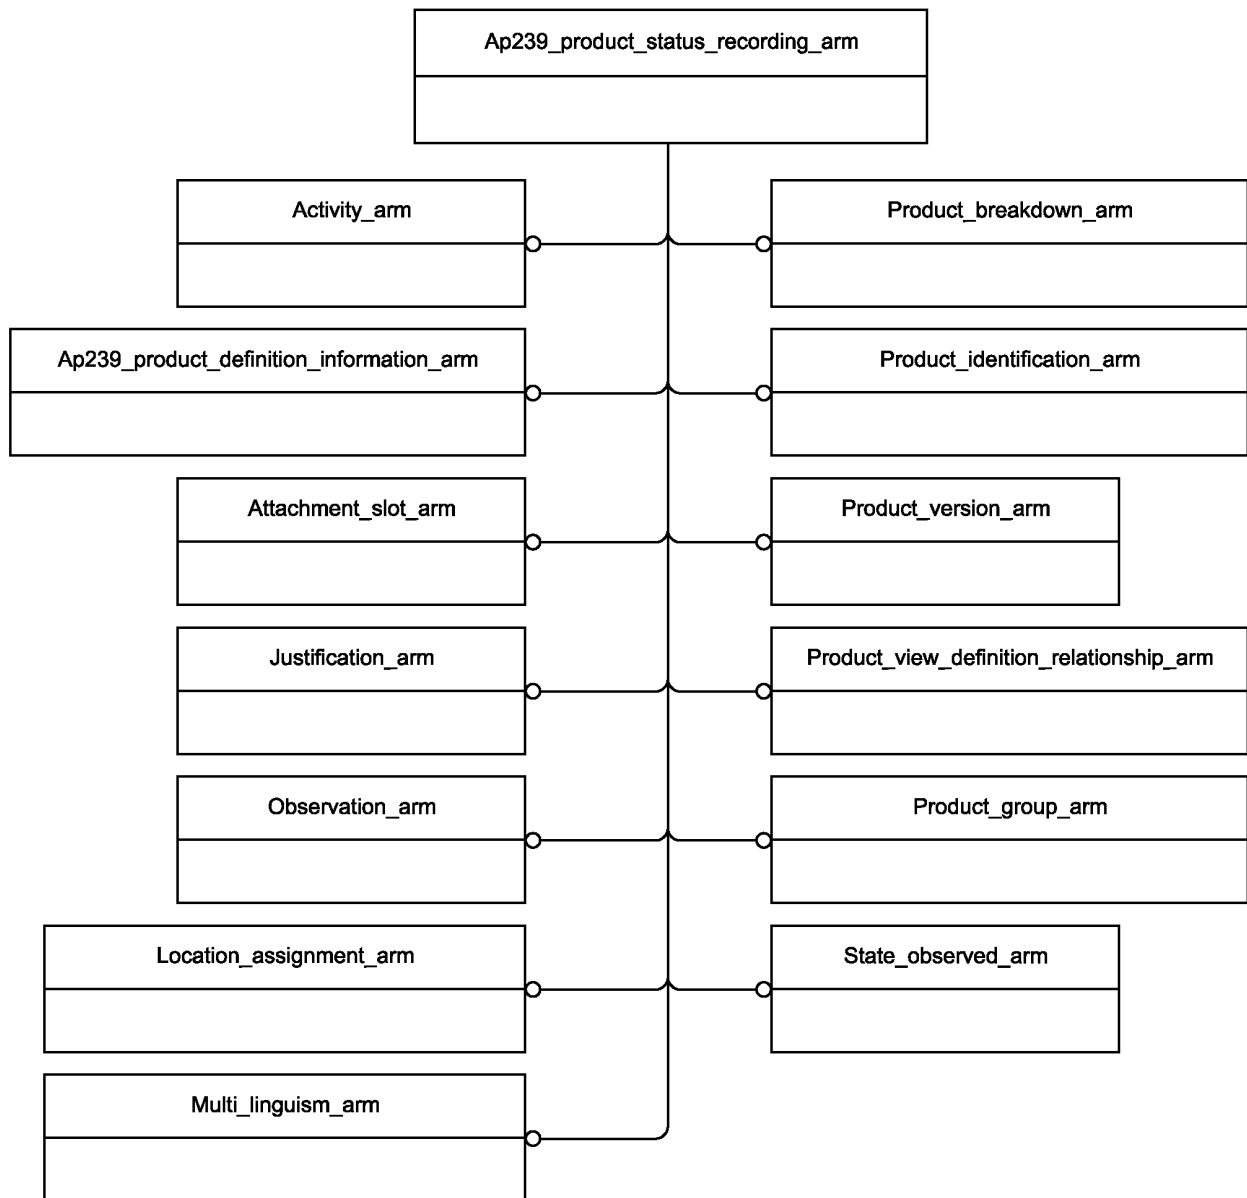 Ap239_product_status_recording_arm
Activity_arm
Product_breakdown_arm
Ap239_product_definition_information_arm
Product_identification_arm
Attachment_slot_arm
Product_version_arm
Justification_arm
Product_view_definition_relationship_arm
Observation_arm
Product_group_arm
Location_assignment_arm
State_observed_arm
Multi_linguism_arm